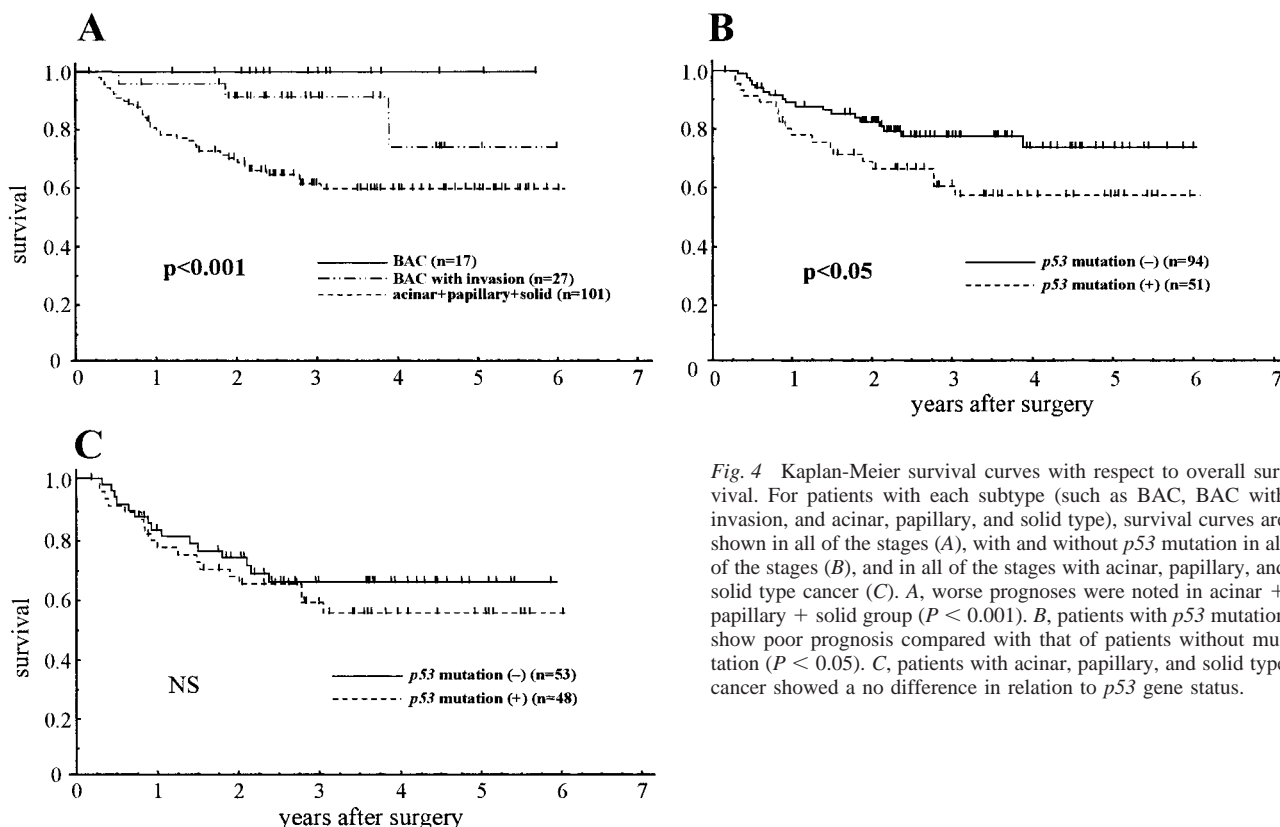 A
1.0
0.8
0.6
0.4
0.2
0
survival
p<0.001
BAC (n=17)
BAC with invasion (n=27)
acinar+papillary+solid (n=101)
0 1 2 3 4 5 6 7
B
1.0
0.8
0.6
0.4
0.2
0
p<0.05
p53 mutation (–) (n=94)
p53 mutation (+) (n=51)
0 1 2 3 4 5 6 7
years after surgery
C
1.0
0.8
0.6
0.4
0.2
0
survival
NS
p53 mutation (–) (n=53)
p53 mutation (+) (n=48)
0 1 2 3 4 5 6 7
years after surgery
Fig. 4 Kaplan-Meier survival curves with respect to overall sur-
vival. For patients with each subtype (such as BAC, BAC with
invasion, and acinar, papillary, and solid type), survival curves are
shown in all of the stages (A), with and without p53 mutation in all
of the stages (B), and in all of the stages with acinar, papillary, and
solid type cancer (C). A, worse prognoses were noted in acinar +
papillary + solid group (P < 0.001). B, patients with p53 mutation
show poor prognosis compared with that of patients without mu-
tation (P < 0.05). C, patients with acinar, papillary, and solid type
cancer showed a no difference in relation to p53 gene status.